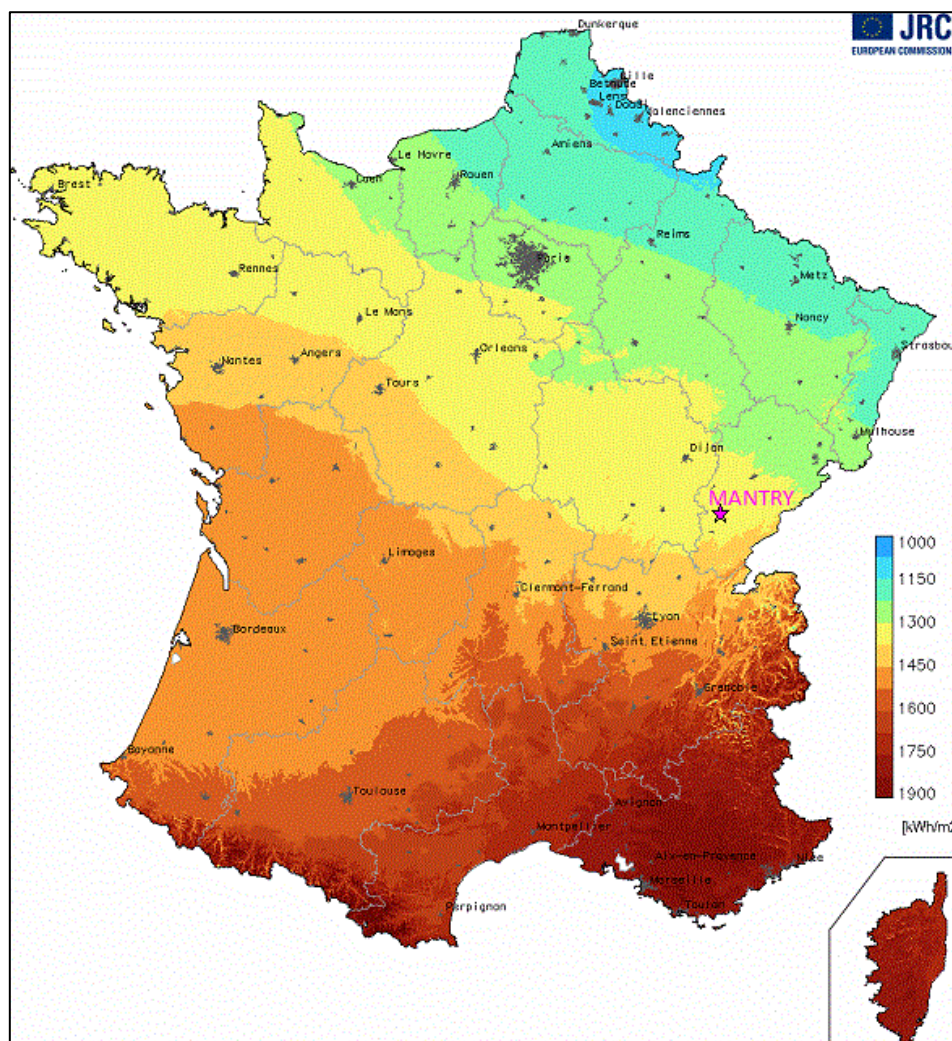 JRC
EUROPEAN COMMISSION
Dunkerque
Lille
Bethune
Lens
Douai
Valenciennes
Amiens
Le Havre
Rouen
Caen
Reims
Brest
Paris
Metz
Rennes
Nancy
Le Mans
Strasbou
Orleans
Nantes
Angers
Tours
Mulhouse
Dijon
MANTRY
Limoges
Clermont-Ferrand
Lyon
Bordeaux
Saint Etienne
Grenoble
Bayonne
Toulouse
Avignon
Montpellier
Aix-en-Provence
Nice
Marseille
Toulon
Perpignan
1000
1150
1300
1450
1600
1750
1900
[kWh/m2